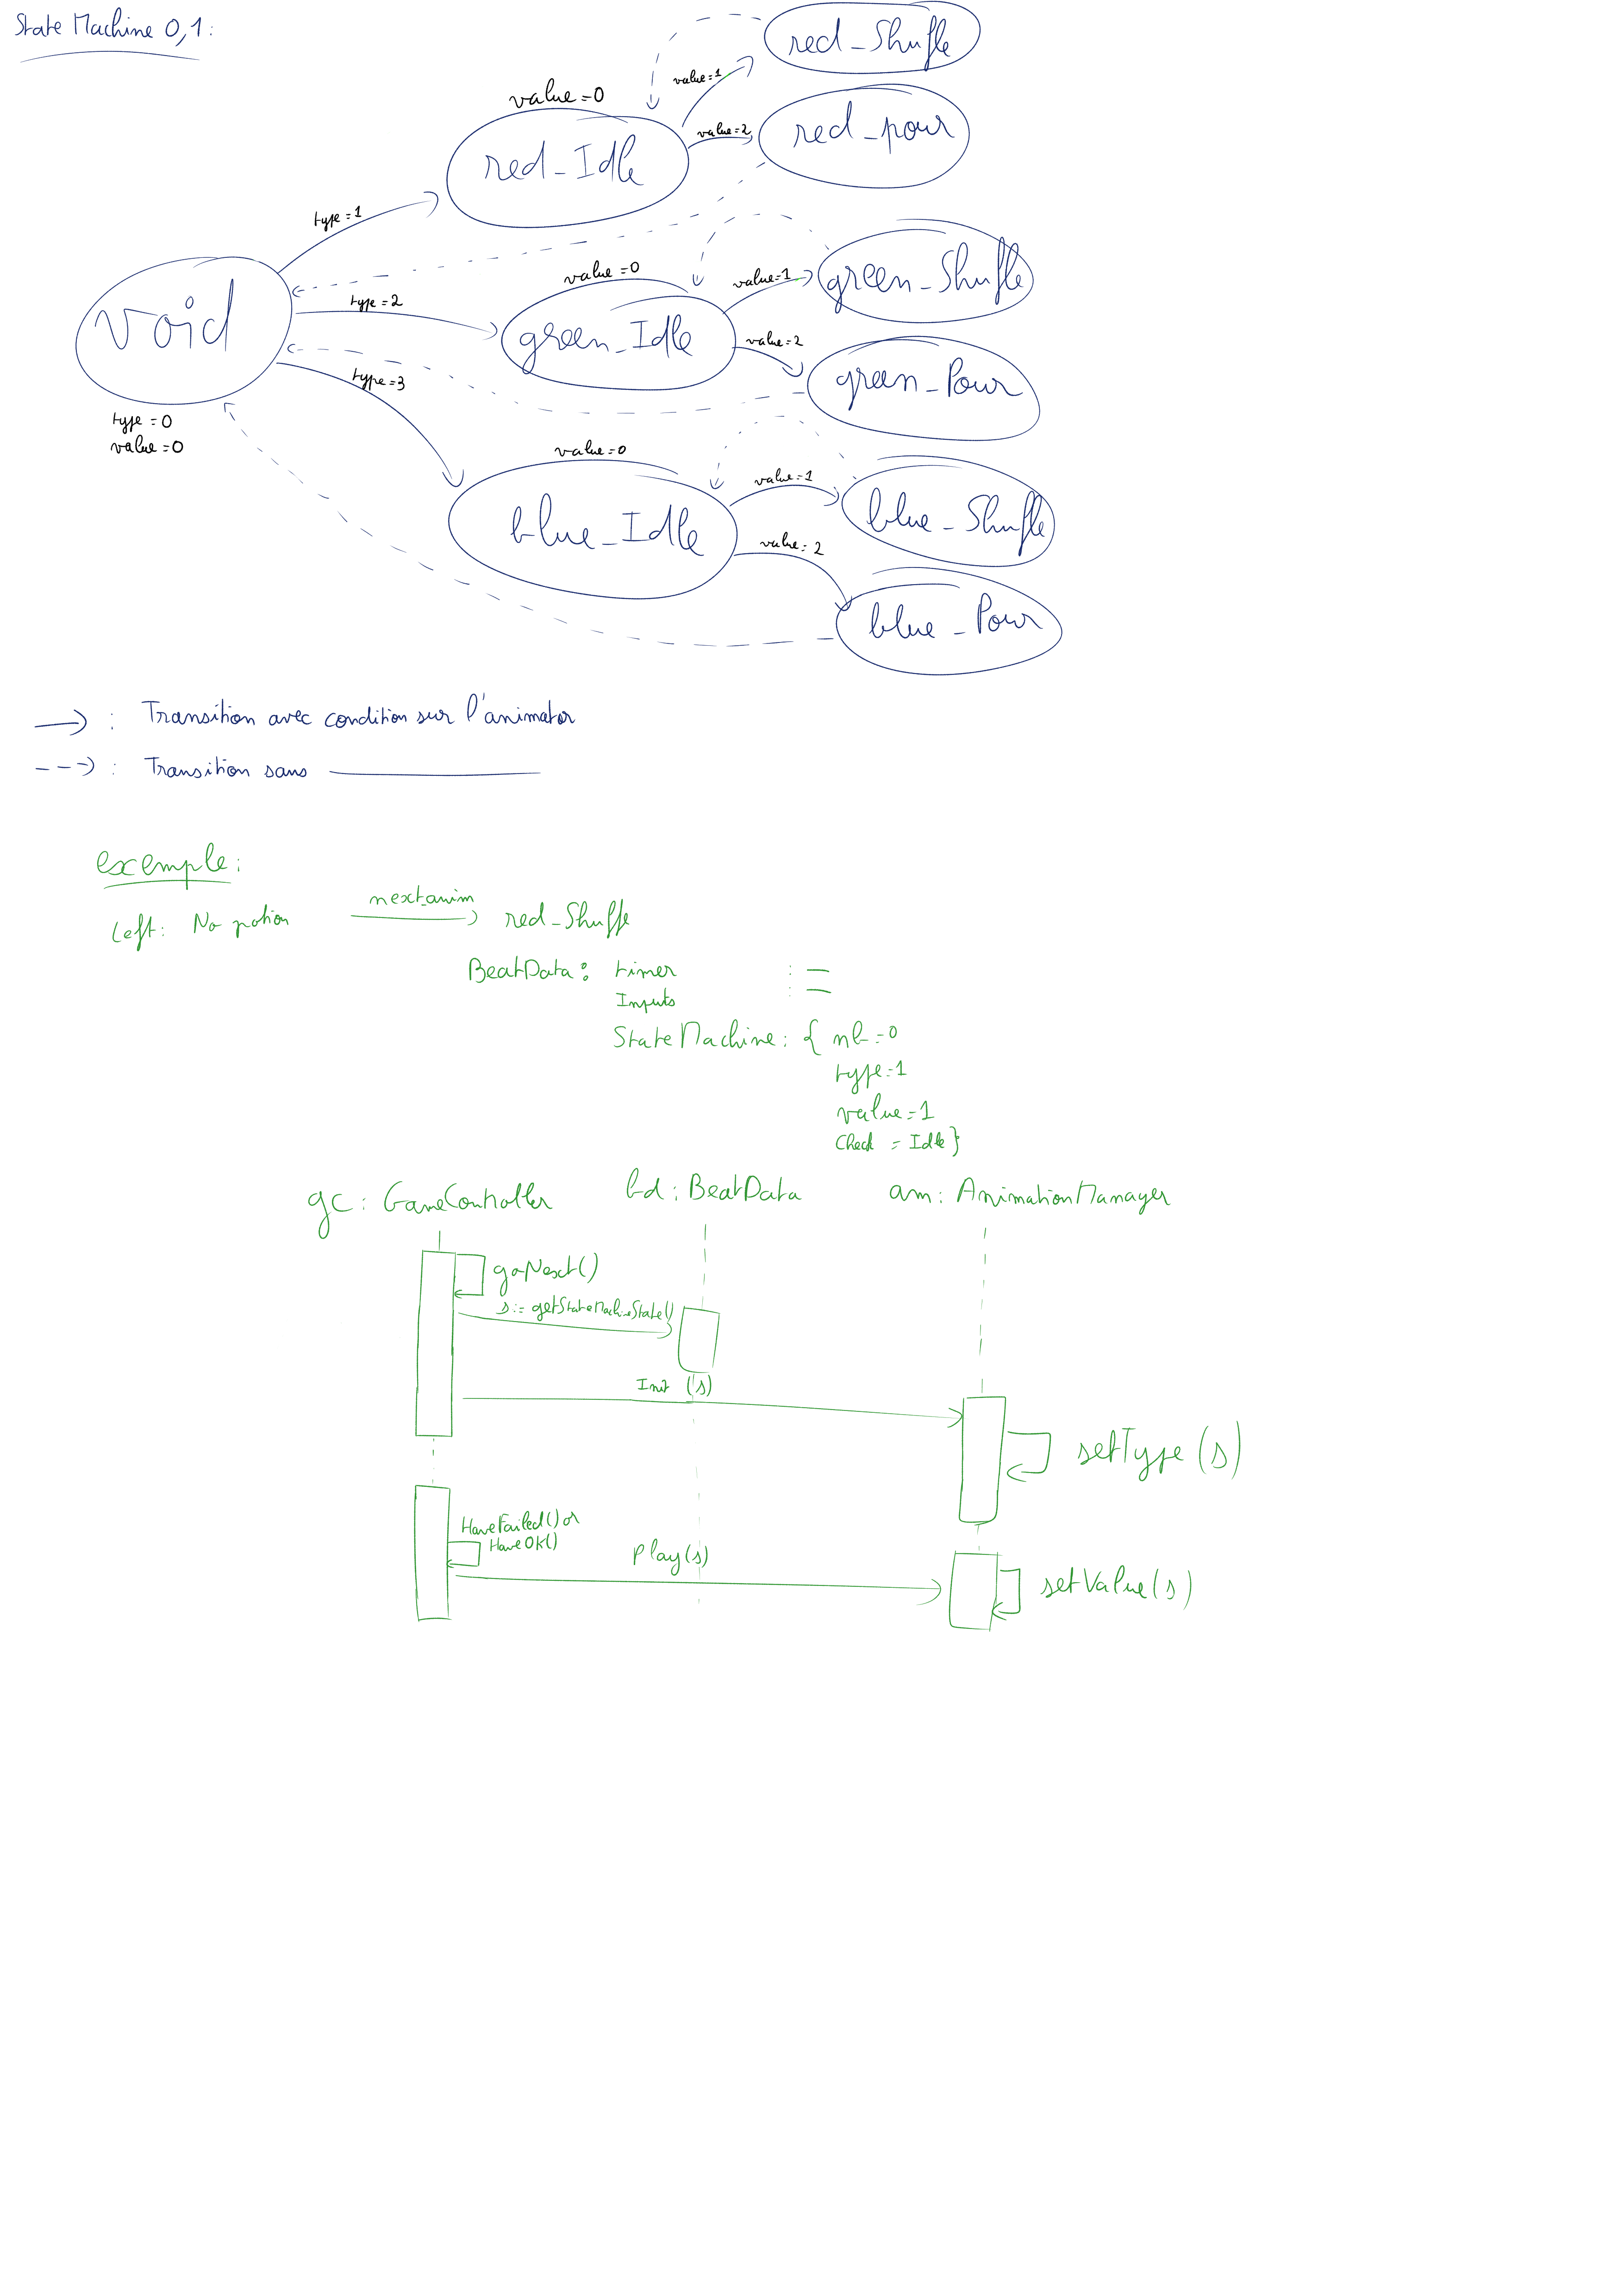 State Machine 0,1:
red_Shufle
value=1
value=0
red_Idle
value=2
red_pour
type=1
value=0
value=1
green_Shufle
void
type=2
green_Idle
value=2
green_Pour
type=3
type=0
value=0
value=0
value=1
blue_Shufle
blue_Idle
value=2
blue_Pour
: Transition avec condition sur l'animator
: Transition sans
exemple:
Left: No potion
next_anim
red_Shuffe
BeatData: timer : —
Inputs : —
StateMachine: { nb=0
type=1
value=1
Check = Idle}
gc: GameController
bd: BeatData
am: AnimationManager
goNext()
s:= getStateMachineState()
Init (s)
setType(s)
HaveFailed() or
HaveOK()
Play(s)
setValue(s)